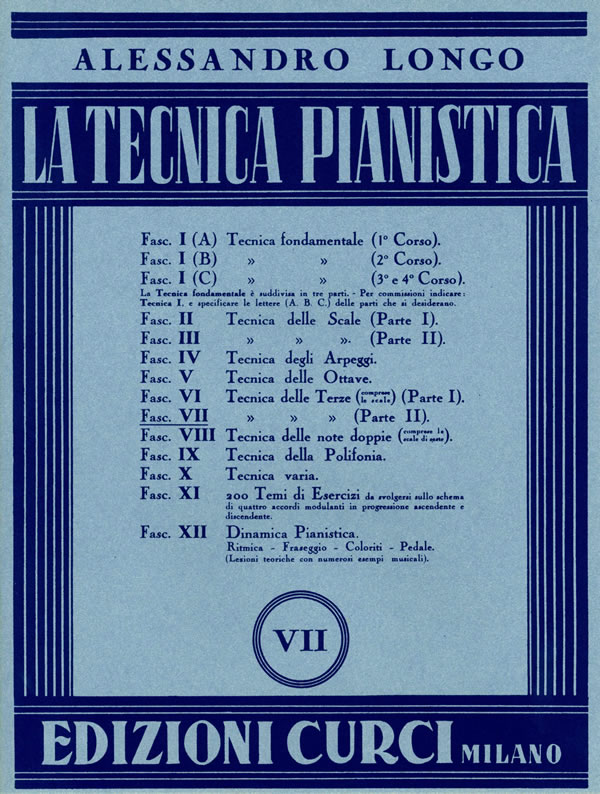 ALESSANDRO LONGO
LA TECNICA PIANISTICA
Fasc. I (A) Tecnica fondamentale (1º Corso).
Fasc. I (B) » » (2º Corso).
Fasc. I (C) » » (3º e 4º Corso).
La Tecnica fondamentale è suddivisa in tre parti. - Per commissioni indicare:
Tecnica I, e specificare le lettere (A. B. C.) delle parti che si desiderano.
Fasc. II Tecnica delle Scale (Parte I).
Fasc. III » » ». (Parte II).
Fasc. IV Tecnica degli Arpeggi.
Fasc. V Tecnica delle Ottave.
Fasc. VI Tecnica delle Terze (comprese le scale) (Parte I).
Fasc. VII » » » (Parte II).
Fasc. VIII Tecnica delle note doppie (comprese le scale di seste).
Fasc. IX Tecnica della Polifonia.
Fasc. X Tecnica varia.
Fasc. XI 200 Temi di Esercizi da svolgersi sullo schema
di quattro accordi modulanti in progressione ascendente e
discendente.
Fasc. XII Dinamica Pianistica.
Ritmica - Fraseggio - Coloriti - Pedale.
(Lezioni teoriche con numerosi esempi musicali).
VII
EDIZIONI CURCI MILANO